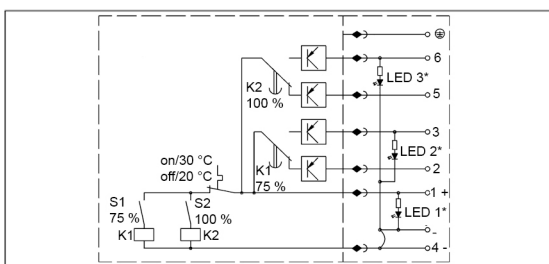 6
LED 3*
K2
100 %
5
3
LED 2*
on/30 °C
off/20 °C
K1
75 %
2
1 +
S1
75 %
K1
S2
100 %
K2
LED 1*
-
4 -